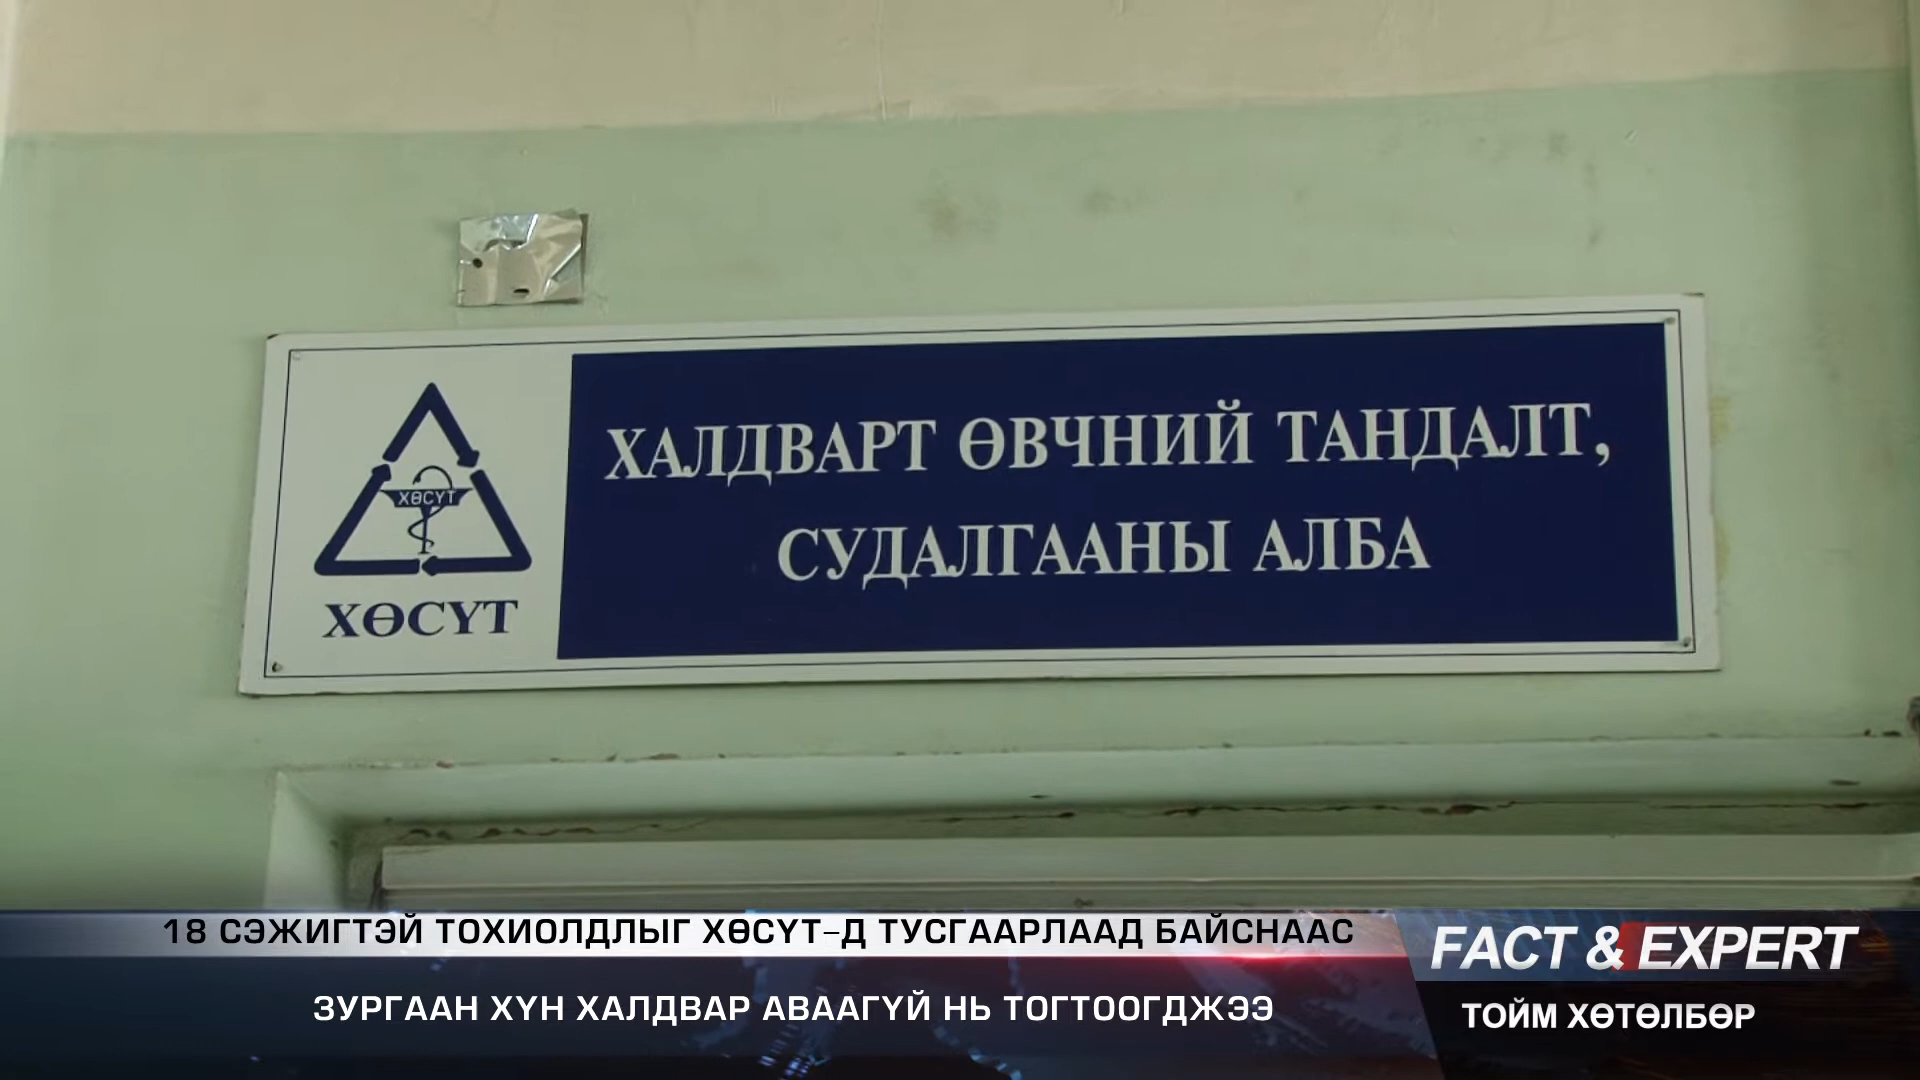 ХӨСҮТ
ХӨСҮТ
ХАЛДВАРТ ӨВЧНИЙ ТАНДАЛТ,
СУДАЛГААНЫ АЛБА
18 СЭЖИГТЭЙ ТОХИОЛДЛЫГ ХӨСҮТ-Д ТУСГААРЛААД БАЙСНААС
ЗУРГААН ХҮН ХАЛДВАР АВААГҮЙ НЬ ТОГТООГДЖЭЭ
FACT & EXPERT
ТОЙМ ХӨТӨЛБӨР